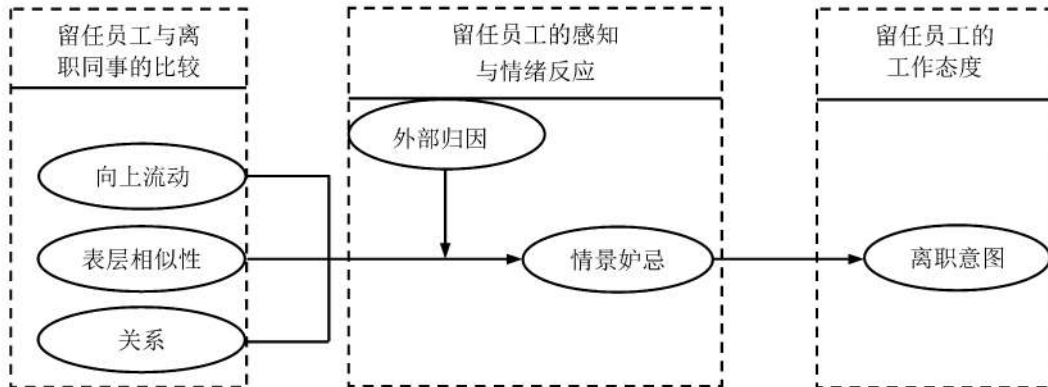 留任员工与离
职同事的比较
留任员工的感知
与情绪反应
留任员工的
工作态度
外部归因
向上流动
表层相似性
情景妒忌
离职意图
关系